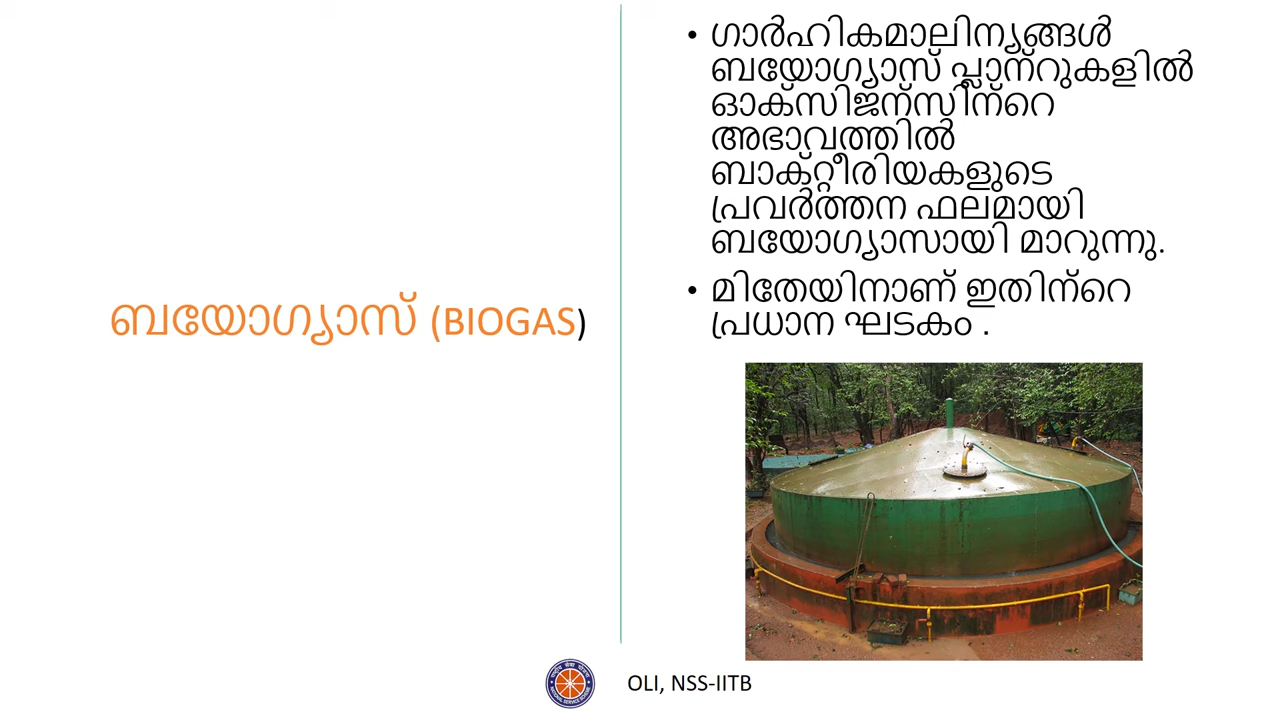 ബയോഗ്യാസ് (BIOGAS)
• ഗാർഹികമാലിന്യങ്ങൾ
ബയോഗ്യാസ് പ്ലാന്റുകളിൽ
ഓക്സിജന്സിന്റെ
അഭാവത്തിൽ
ബാക്റ്റീരിയകളുടെ
പ്രവർത്തന ഫലമായി
ബയോഗ്യാസായി മാറുന്നു.
• മിതേയിനാണ് ഇതിന്റെ
പ്രധാന ഘടകം .
OLI, NSS-IITB